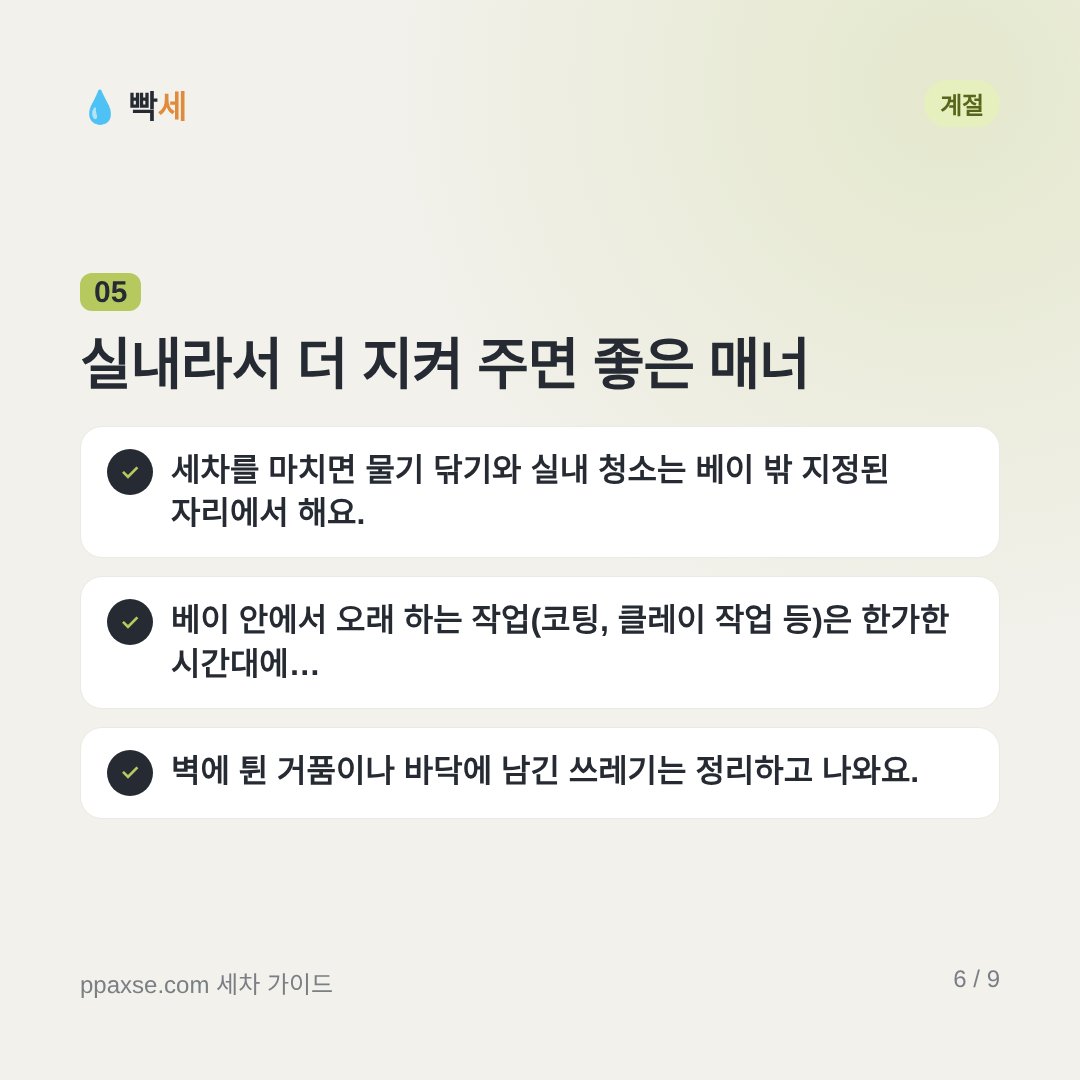 빡세
계절
05
실내라서 더 지켜 주면 좋은 매너
세차를 마치면 물기 닦기와 실내 청소는 베이 밖 지정된
자리에서 해요.
베이 안에서 오래 하는 작업(코팅, 클레이 작업 등)은 한가한
시간대에…
벽에 튄 거품이나 바닥에 남긴 쓰레기는 정리하고 나와요.
ppaxse.com 세차 가이드
6 / 9